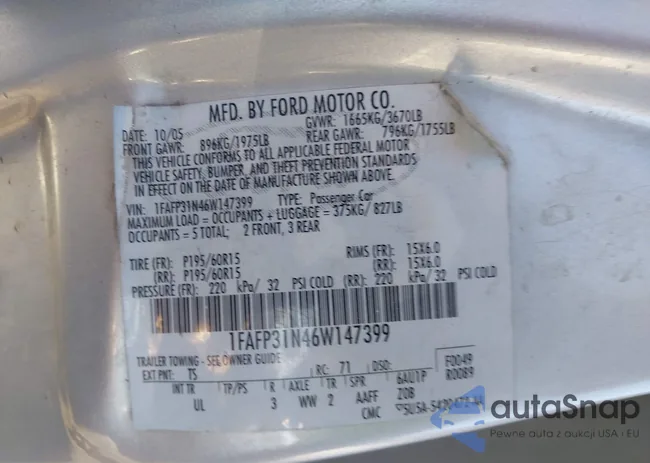 MFD. BY FORD MOTOR CO.
DATE: 10/05 GVWR: 1665KG/3670LB
FRONT GAWR: 896KG/1975LB REAR GAWR: 796KG/1755LB
THIS VEHICLE CONFORMS TO ALL APPLICABLE FEDERAL MOTOR
VEHICLE SAFETY, BUMPER, AND THEFT PREVENTION STANDARDS
IN EFFECT ON THE DATE OF MANUFACTURE SHOWN ABOVE.
VIN: 1FAFP31N46W147399 TYPE: Passenger Car
MAXIMUM LOAD = OCCUPANTS + LUGGAGE = 375KG/827LB
OCCUPANTS = 5 TOTAL; 2 FRONT, 3 REAR
TIRE (FR): P195/60R15 RIMS (FR): 15X6.0
(RR): P195/60R15 (RR): 15X6.0
PRESSURE (FR): 220 kPa/ 32 PSI COLD (RR): 220 kPa/ 32 PSI COLD
1FAFP31N46W147399
TRAILER TOWING - SEE OWNER GUIDE
EXT PNT: TS RC: 71 DSO: F0049
R0089
INT TR TP/PS R AXLE TR SPR 6AU1P
UL 3 WW 2 AAFF 20B
CMC
autoSnap
Pewne auta z aukcji USA i EU